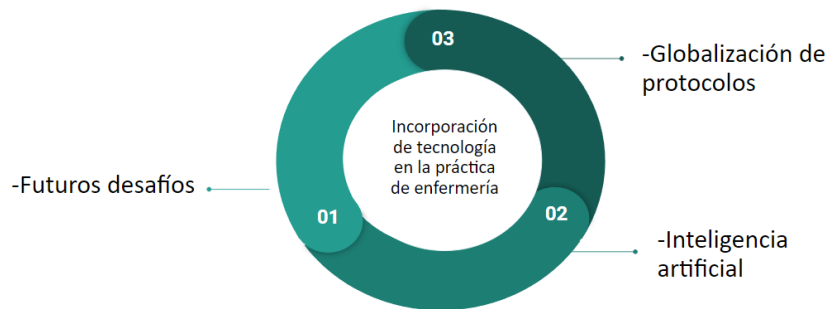 03
-Globalización de
protocolos
Incorporación
de tecnología
en la práctica
de enfermería
-Futuros desafíos
01
02
-Inteligencia
artificial